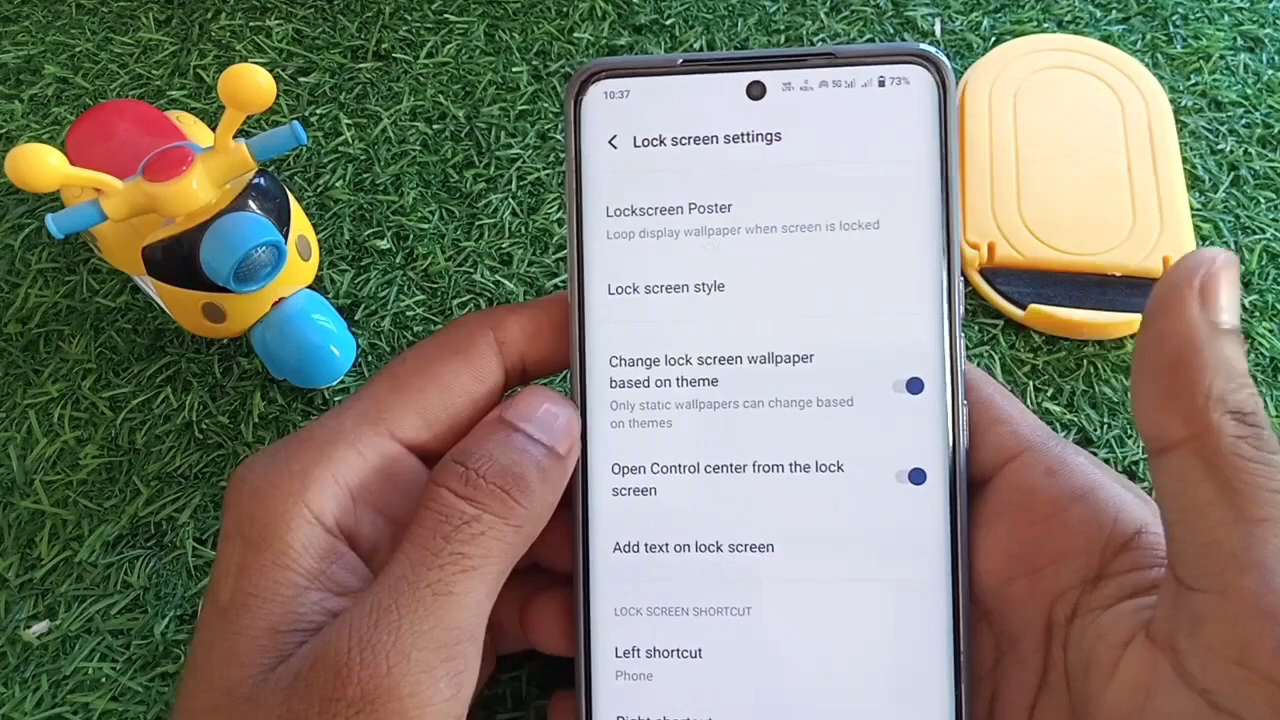 10:37
5G 73%
Lock screen settings
Lockscreen Poster
Loop display wallpaper when screen is locked
Lock screen style
Change lock screen wallpaper
based on theme
Only static wallpapers can change based
on themes
Open Control center from the lock
screen
Add text on lock screen
LOCK SCREEN SHORTCUT
Left shortcut
Phone
Right shortcut